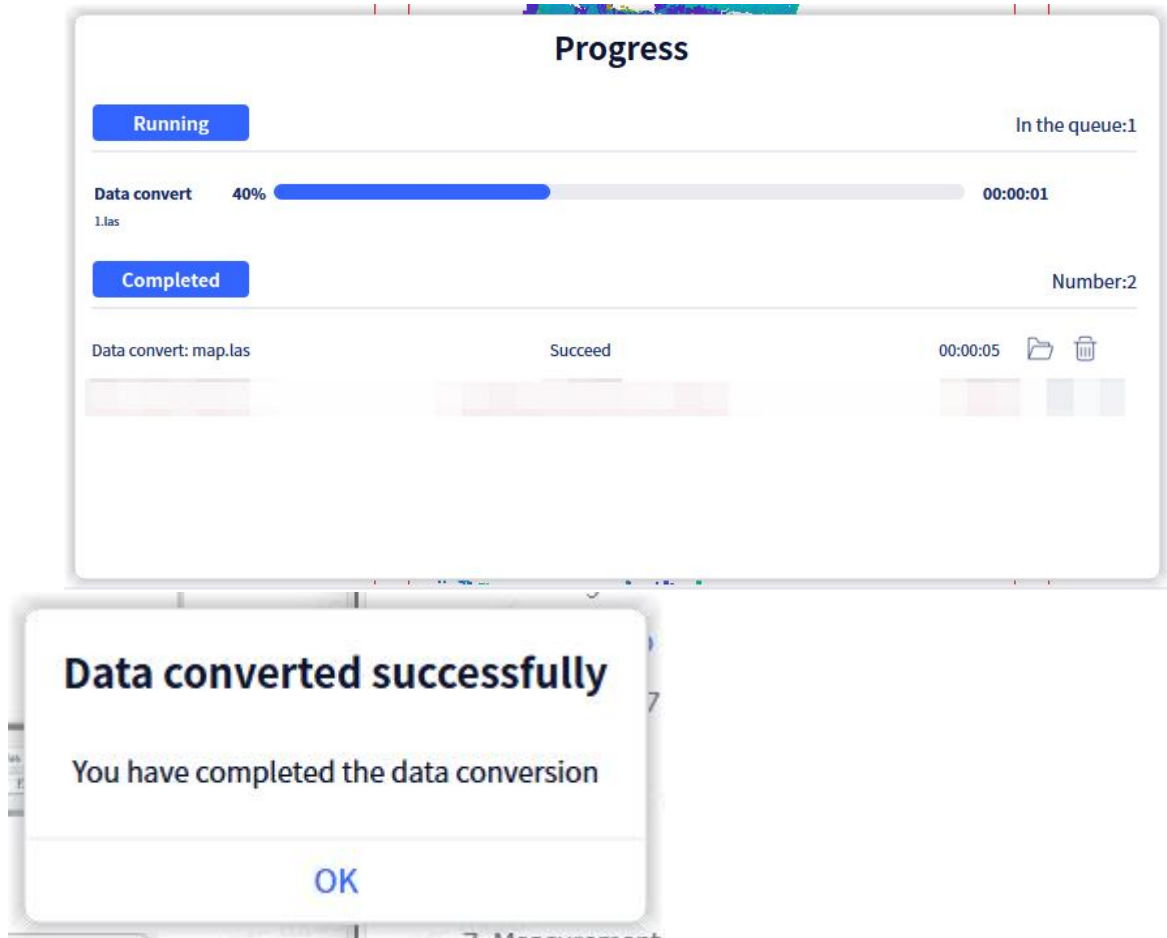 Progress
Running
In the queue:1
Data convert 40% 00:00:01
1.las
Completed
Number:2
Data convert: map.las Succeed 00:00:05
7
Data converted successfully
You have completed the data conversion
OK